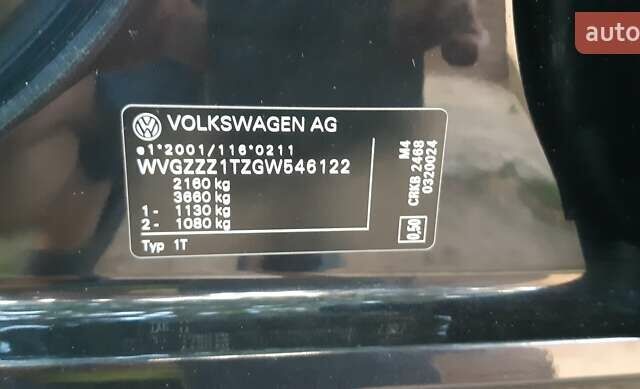 auto
VOLKSWAGEN AG
e1*2001/116*0211
WVGZZZ1TZGW546122
2160 kg
3660 kg
1- 1130 kg
2- 1080 kg
Typ 1T
M4
CRKB 2468
0320024
0.50